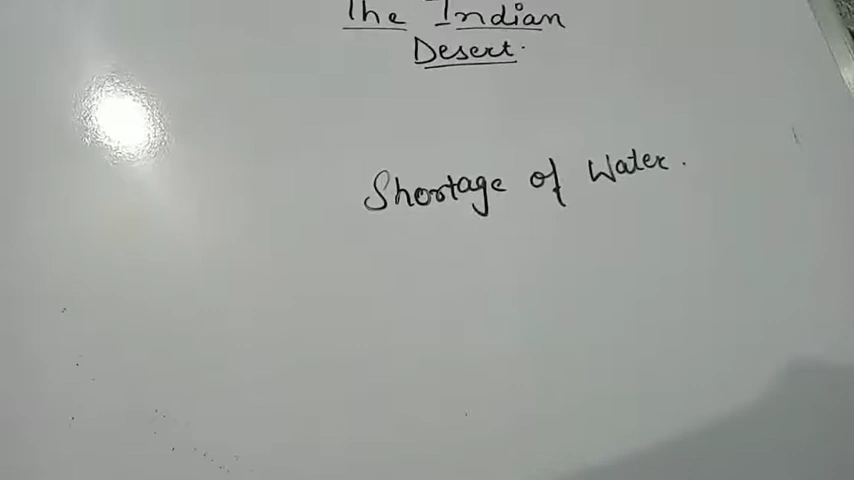 The Indian
Desert.
Shortage of Water.